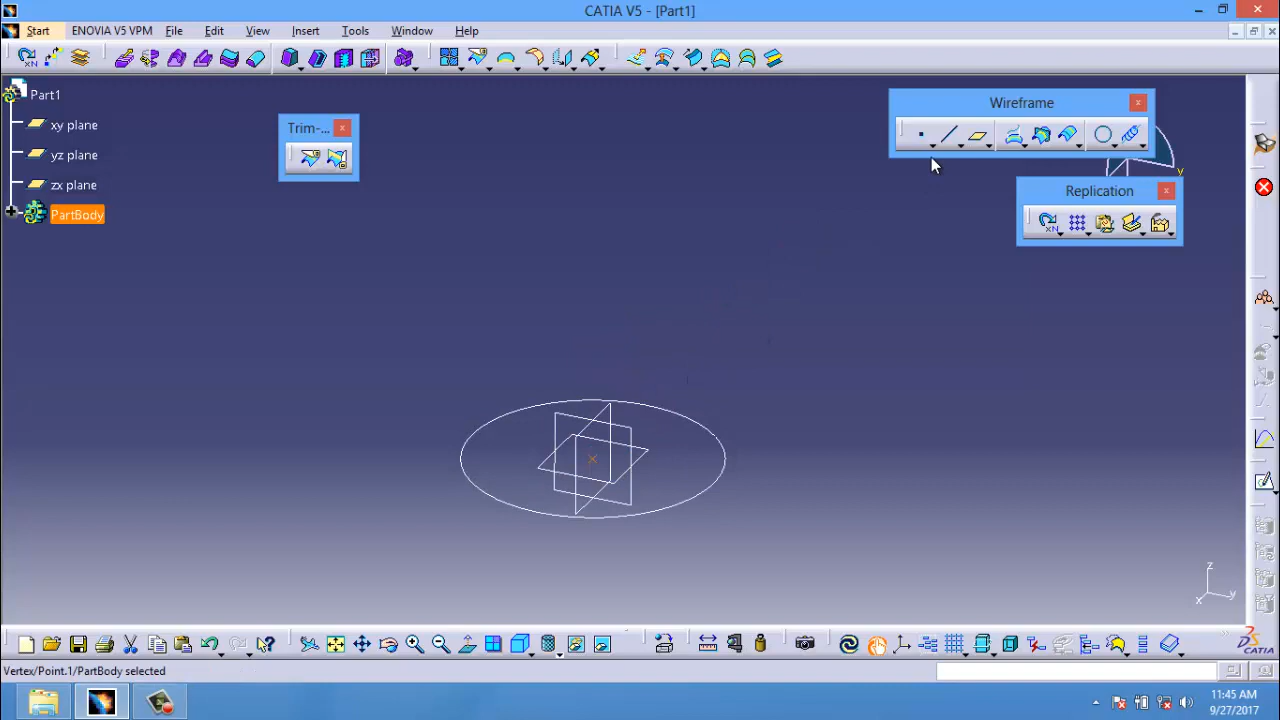 CATIA V5 - [Part1]
Start ENOVIA V5 VPM File Edit View Insert Tools Window Help
Part1
xy plane
yz plane
zx plane
PartBody
Trim-...
Wireframe
Replication
y
z
x y
CATIA
Vertex/Point.1/PartBody selected
11:45 AM
9/27/2017